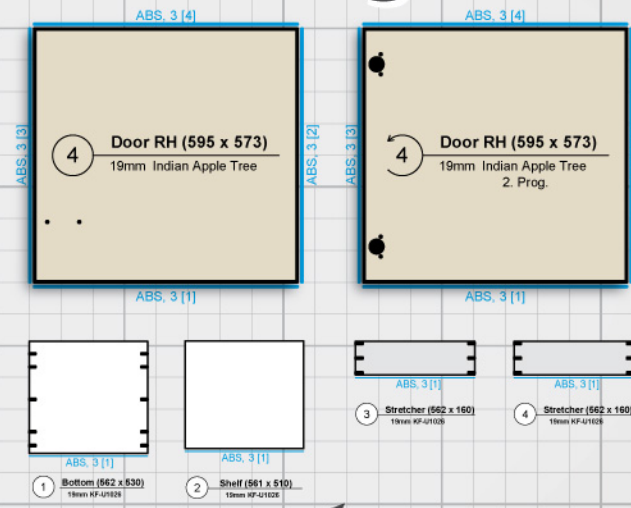 ABS, 3 [4]
ABS, 3 [4]
ABS, 3 [3]
4
Door RH (595 x 573)
19mm Indian Apple Tree
ABS, 3 [2]
ABS, 3 [3]
4
Door RH (595 x 573)
19mm Indian Apple Tree
2. Prog.
ABS, 3 [1]
ABS, 3 [1]
ABS, 3 [1]
1
Bottom (562 x 530)
19mm KF-U1026
ABS, 3 [1]
2
Shelf (561 x 510)
19mm KF-U1026
ABS, 3 [1]
3
Stretcher (562 x 160)
19mm KF-U1026
ABS, 3 [1]
4
Stretcher (562 x 160)
19mm KF-U1026